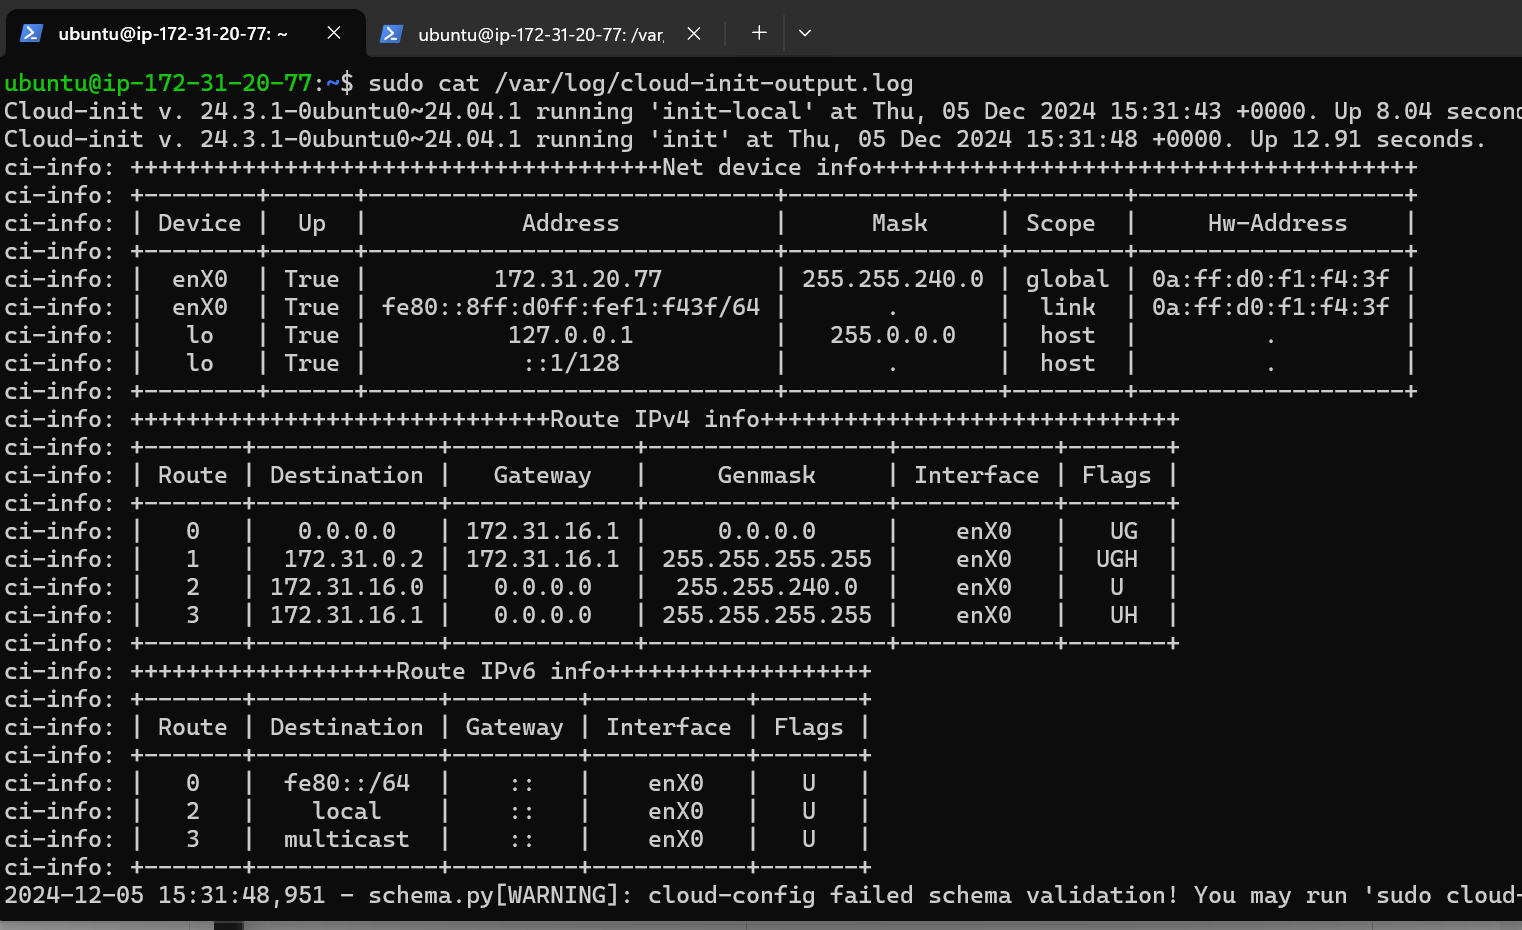 ubuntu@ip-172-31-20-77: ~
ubuntu@ip-172-31-20-77: /var
ubuntu@ip-172-31-20-77:~$ sudo cat /var/log/cloud-init-output.log
Cloud-init v. 24.3.1-0ubuntu0~24.04.1 running 'init-local' at Thu, 05 Dec 2024 15:31:43 +0000. Up 8.04 second
Cloud-init v. 24.3.1-0ubuntu0~24.04.1 running 'init' at Thu, 05 Dec 2024 15:31:48 +0000. Up 12.91 seconds.
ci-info: ++++++++++++++++++++++++++++++++++++++Net device info+++++++++++++++++++++++++++++++++++++++
ci-info: +--------+------+-----------------------------+---------------+--------+-------------------+
ci-info: | Device |  Up  |           Address           |      Mask     | Scope  |     Hw-Address    |
ci-info: +--------+------+-----------------------------+---------------+--------+-------------------+
ci-info: |  enX0  | True |         172.31.20.77        | 255.255.240.0 | global | 0a:ff:d0:f1:f4:3f |
ci-info: |  enX0  | True | fe80::8ff:d0ff:fef1:f43f/64 |       .       |  link  | 0a:ff:d0:f1:f4:3f |
ci-info: |   lo   | True |          127.0.0.1          |   255.0.0.0   |  host  |         .         |
ci-info: |   lo   | True |           ::1/128           |       .       |  host  |         .         |
ci-info: +--------+------+-----------------------------+---------------+--------+-------------------+
ci-info: ++++++++++++++++++++++++++++++Route IPv4 info++++++++++++++++++++++++++++++
ci-info: +-------+-------------+-------------+-----------------+-----------+-------+
ci-info: | Route | Destination |   Gateway   |     Genmask     | Interface | Flags |
ci-info: +-------+-------------+-------------+-----------------+-----------+-------+
ci-info: |   0   |   0.0.0.0   | 172.31.16.1 |     0.0.0.0     |    enX0   |   UG  |
ci-info: |   1   |  172.31.0.2 | 172.31.16.1 | 255.255.255.255 |    enX0   |  UGH  |
ci-info: |   2   | 172.31.16.0 |   0.0.0.0   |  255.255.240.0  |    enX0   |   U   |
ci-info: |   3   | 172.31.16.1 |   0.0.0.0   | 255.255.255.255 |    enX0   |   UH  |
ci-info: +-------+-------------+-------------+-----------------+-----------+-------+
ci-info: +++++++++++++++++++Route IPv6 info+++++++++++++++++++
ci-info: +-------+-------------+---------+-----------+-------+
ci-info: | Route | Destination | Gateway | Interface | Flags |
ci-info: +-------+-------------+---------+-----------+-------+
ci-info: |   0   |  fe80::/64  |    ::   |    enX0   |   U   |
ci-info: |   2   |    local    |    ::   |    enX0   |   U   |
ci-info: |   3   |  multicast  |    ::   |    enX0   |   U   |
ci-info: +-------+-------------+---------+-----------+-------+
2024-12-05 15:31:48,951 - schema.py[WARNING]: cloud-config failed schema validation! You may run 'sudo cloud-